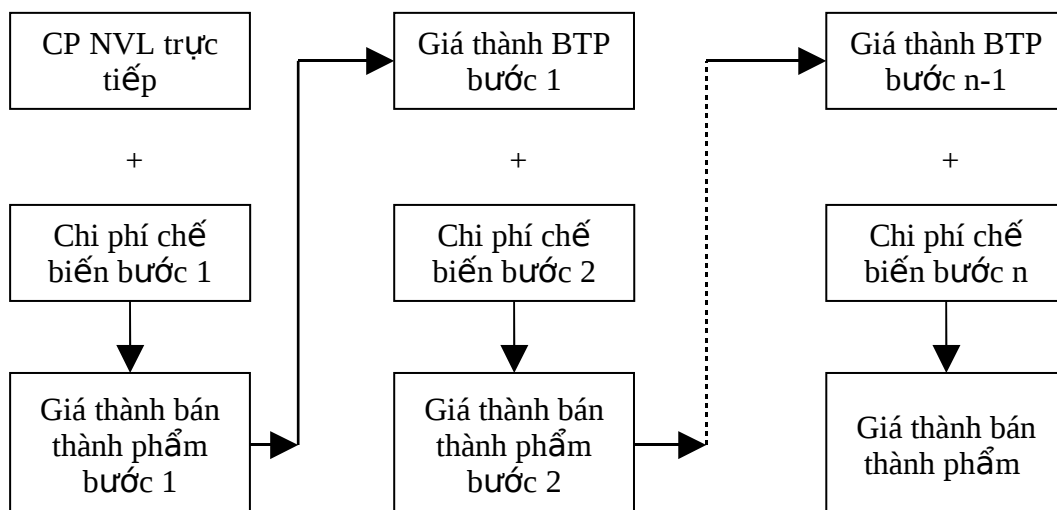 CP NVL trực
tiếp
+
Chi phí chế
biến bước 1
Giá thành bán
thành phẩm
bước 1
Giá thành BTP
bước 1
+
Chi phí chế
biến bước 2
Giá thành bán
thành phẩm
bước 2
Giá thành BTP
bước n-1
+
Chi phí chế
biến bước n
Giá thành bán
thành phẩm